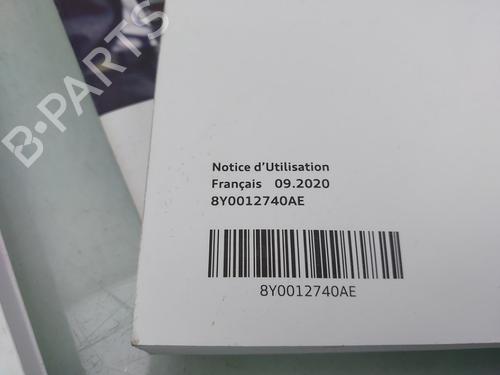 B-PARTS
Notice d'Utilisation
Français 09.2020
8Y0012740AE
8Y0012740AE